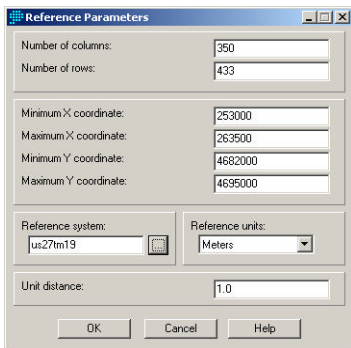 Reference Parameters
Number of columns: 350
Number of rows: 433
Minimum X coordinate: 253000
Maximum X coordinate: 263500
Minimum Y coordinate: 4682000
Maximum Y coordinate: 4695000
Reference system:
us27tm19 ...
Reference units:
Meters
Unit distance: 1.0
OK Cancel Help